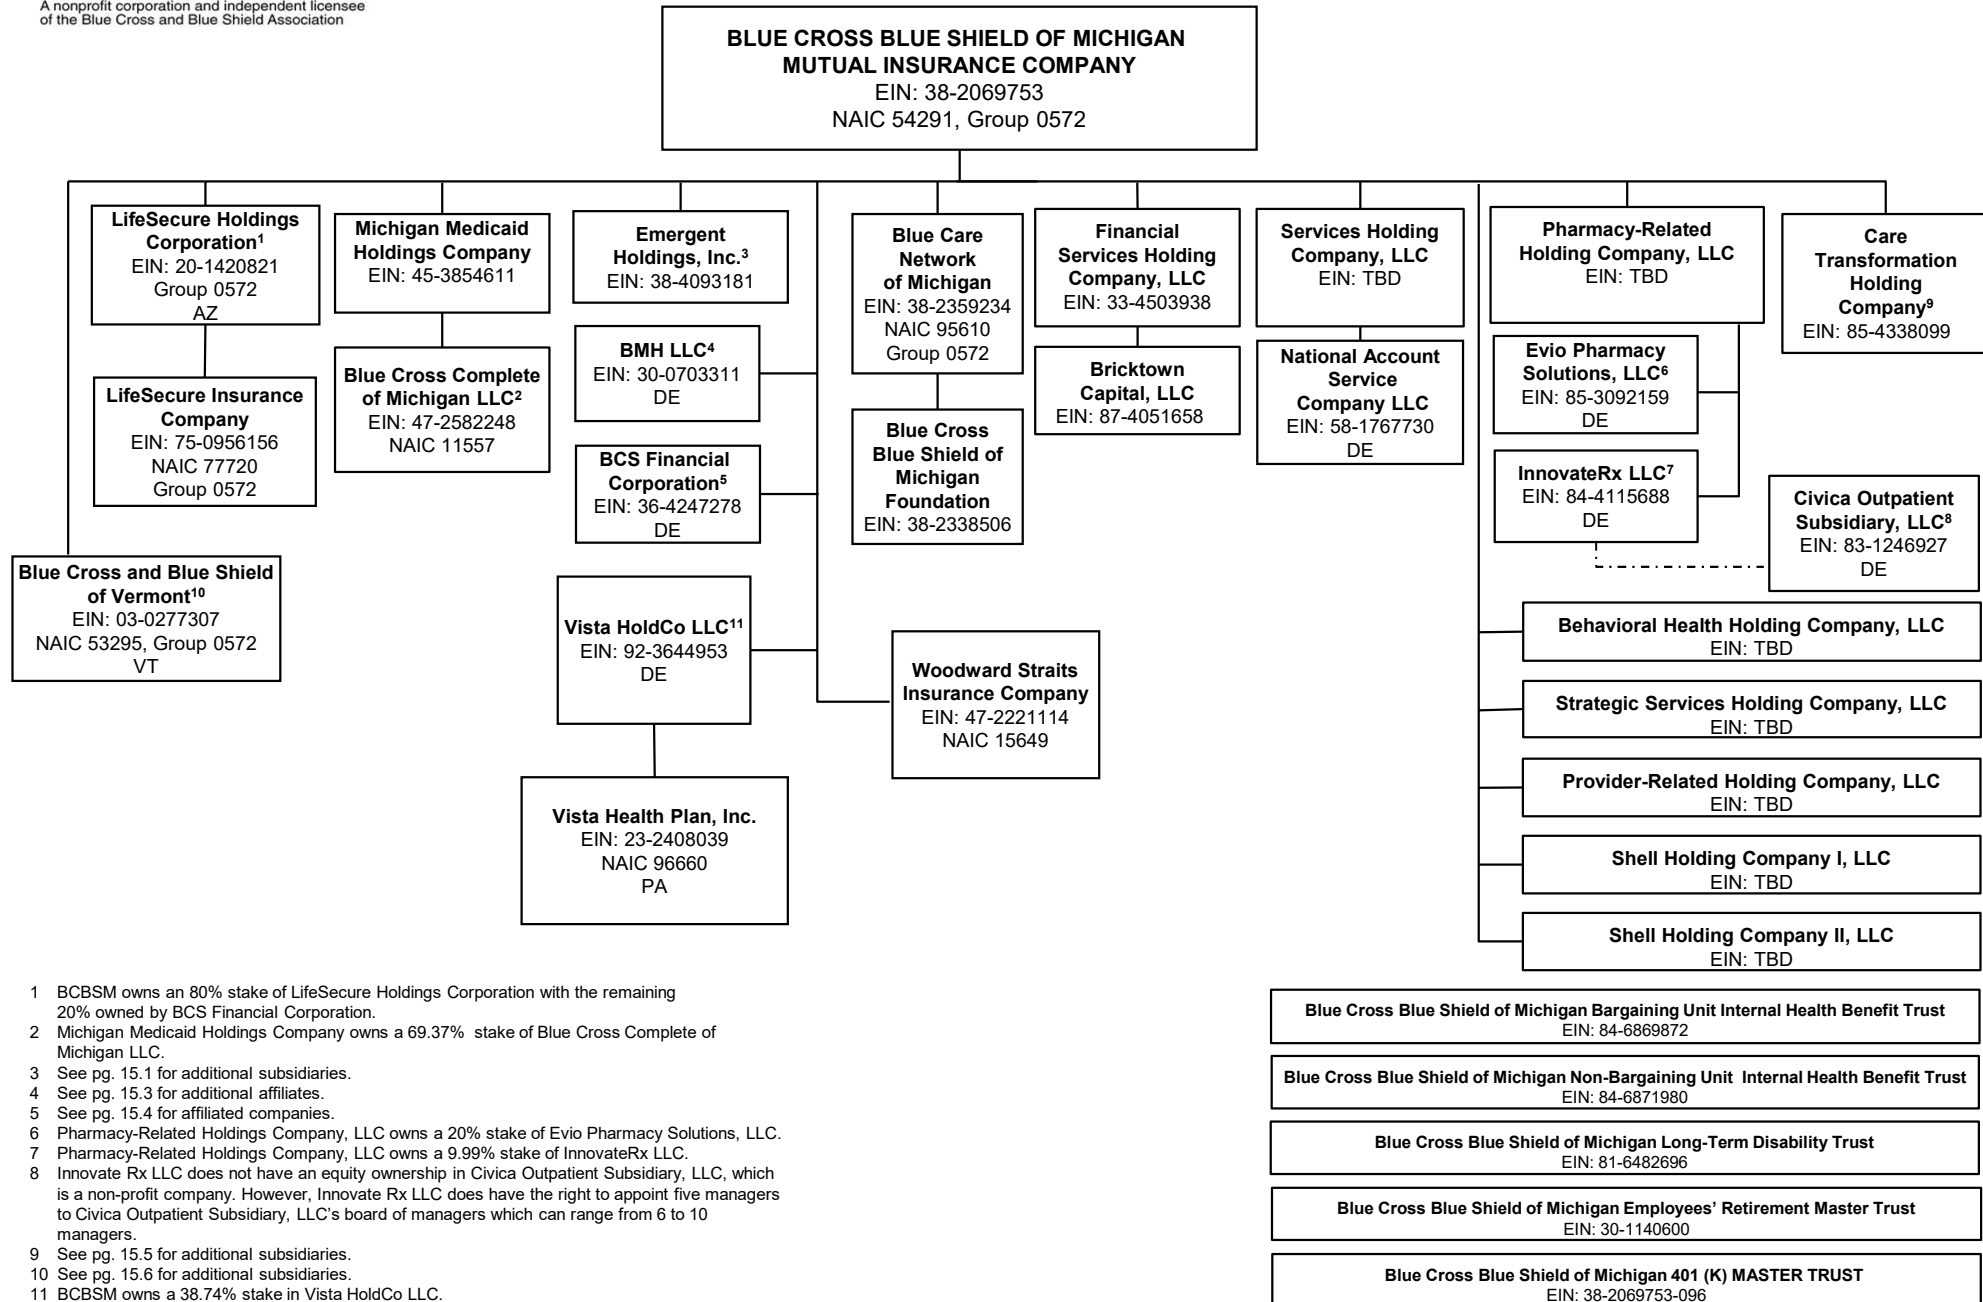 A nonprofit corporation and independent licensee
of the Blue Cross and Blue Shield Association
BLUE CROSS BLUE SHIELD OF MICHIGAN
MUTUAL INSURANCE COMPANY
EIN: 38-2069753
NAIC 54291, Group 0572
LifeSecure Holdings
Corporation¹
EIN: 20-1420821
Group 0572
AZ
LifeSecure Insurance
Company
EIN: 75-0956156
NAIC 77720
Group 0572
Blue Cross and Blue Shield
of Vermont¹⁰
EIN: 03-0277307
NAIC 53295, Group 0572
VT
Michigan Medicaid
Holdings Company
EIN: 45-3854611
Blue Cross Complete
of Michigan LLC²
EIN: 47-2582248
NAIC 11557
Emergent
Holdings, Inc.³
EIN: 38-4093181
BMH LLC⁴
EIN: 30-0703311
DE
BCS Financial
Corporation⁵
EIN: 36-4247278
DE
Vista HoldCo LLC¹¹
EIN: 92-3644953
DE
Vista Health Plan, Inc.
EIN: 23-2408039
NAIC 96660
PA
Blue Care
Network
of Michigan
EIN: 38-2359234
NAIC 95610
Group 0572
Blue Cross
Blue Shield of
Michigan
Foundation
EIN: 38-2338506
Woodward Straits
Insurance Company
EIN: 47-2221114
NAIC 15649
Financial
Services Holding
Company, LLC
EIN: 33-4503938
Bricktown
Capital, LLC
EIN: 87-4051658
Services Holding
Company, LLC
EIN: TBD
National Account
Service
Company LLC
EIN: 58-1767730
DE
Pharmacy-Related
Holding Company, LLC
EIN: TBD
Evio Pharmacy
Solutions, LLC⁶
EIN: 85-3092159
DE
InnovateRx LLC⁷
EIN: 84-4115688
DE
Care
Transformation
Holding
Company⁹
EIN: 85-4338099
Civica Outpatient
Subsidiary, LLC⁸
EIN: 83-1246927
DE
Behavioral Health Holding Company, LLC
EIN: TBD
Strategic Services Holding Company, LLC
EIN: TBD
Provider-Related Holding Company, LLC
EIN: TBD
Shell Holding Company I, LLC
EIN: TBD
Shell Holding Company II, LLC
EIN: TBD
1 BCBSM owns an 80% stake of LifeSecure Holdings Corporation with the remaining
20% owned by BCS Financial Corporation.
2 Michigan Medicaid Holdings Company owns a 69.37% stake of Blue Cross Complete of
Michigan LLC.
3 See pg. 15.1 for additional subsidiaries.
4 See pg. 15.3 for additional affiliates.
5 See pg. 15.4 for affiliated companies.
6 Pharmacy-Related Holdings Company, LLC owns a 20% stake of Evio Pharmacy Solutions, LLC.
7 Pharmacy-Related Holdings Company, LLC owns a 9.99% stake of InnovateRx LLC.
8 Innovate Rx LLC does not have an equity ownership in Civica Outpatient Subsidiary, LLC, which
is a non-profit company. However, Innovate Rx LLC does have the right to appoint five managers
to Civica Outpatient Subsidiary, LLC's board of managers which can range from 6 to 10
managers.
9 See pg. 15.5 for additional subsidiaries.
10 See pg. 15.6 for additional subsidiaries.
11 BCBSM owns a 38.74% stake in Vista HoldCo LLC.
Blue Cross Blue Shield of Michigan Bargaining Unit Internal Health Benefit Trust
EIN: 84-6869872
Blue Cross Blue Shield of Michigan Non-Bargaining Unit Internal Health Benefit Trust
EIN: 84-6871980
Blue Cross Blue Shield of Michigan Long-Term Disability Trust
EIN: 81-6482696
Blue Cross Blue Shield of Michigan Employees' Retirement Master Trust
EIN: 30-1140600
Blue Cross Blue Shield of Michigan 401 (K) MASTER TRUST
EIN: 38-2069753-096